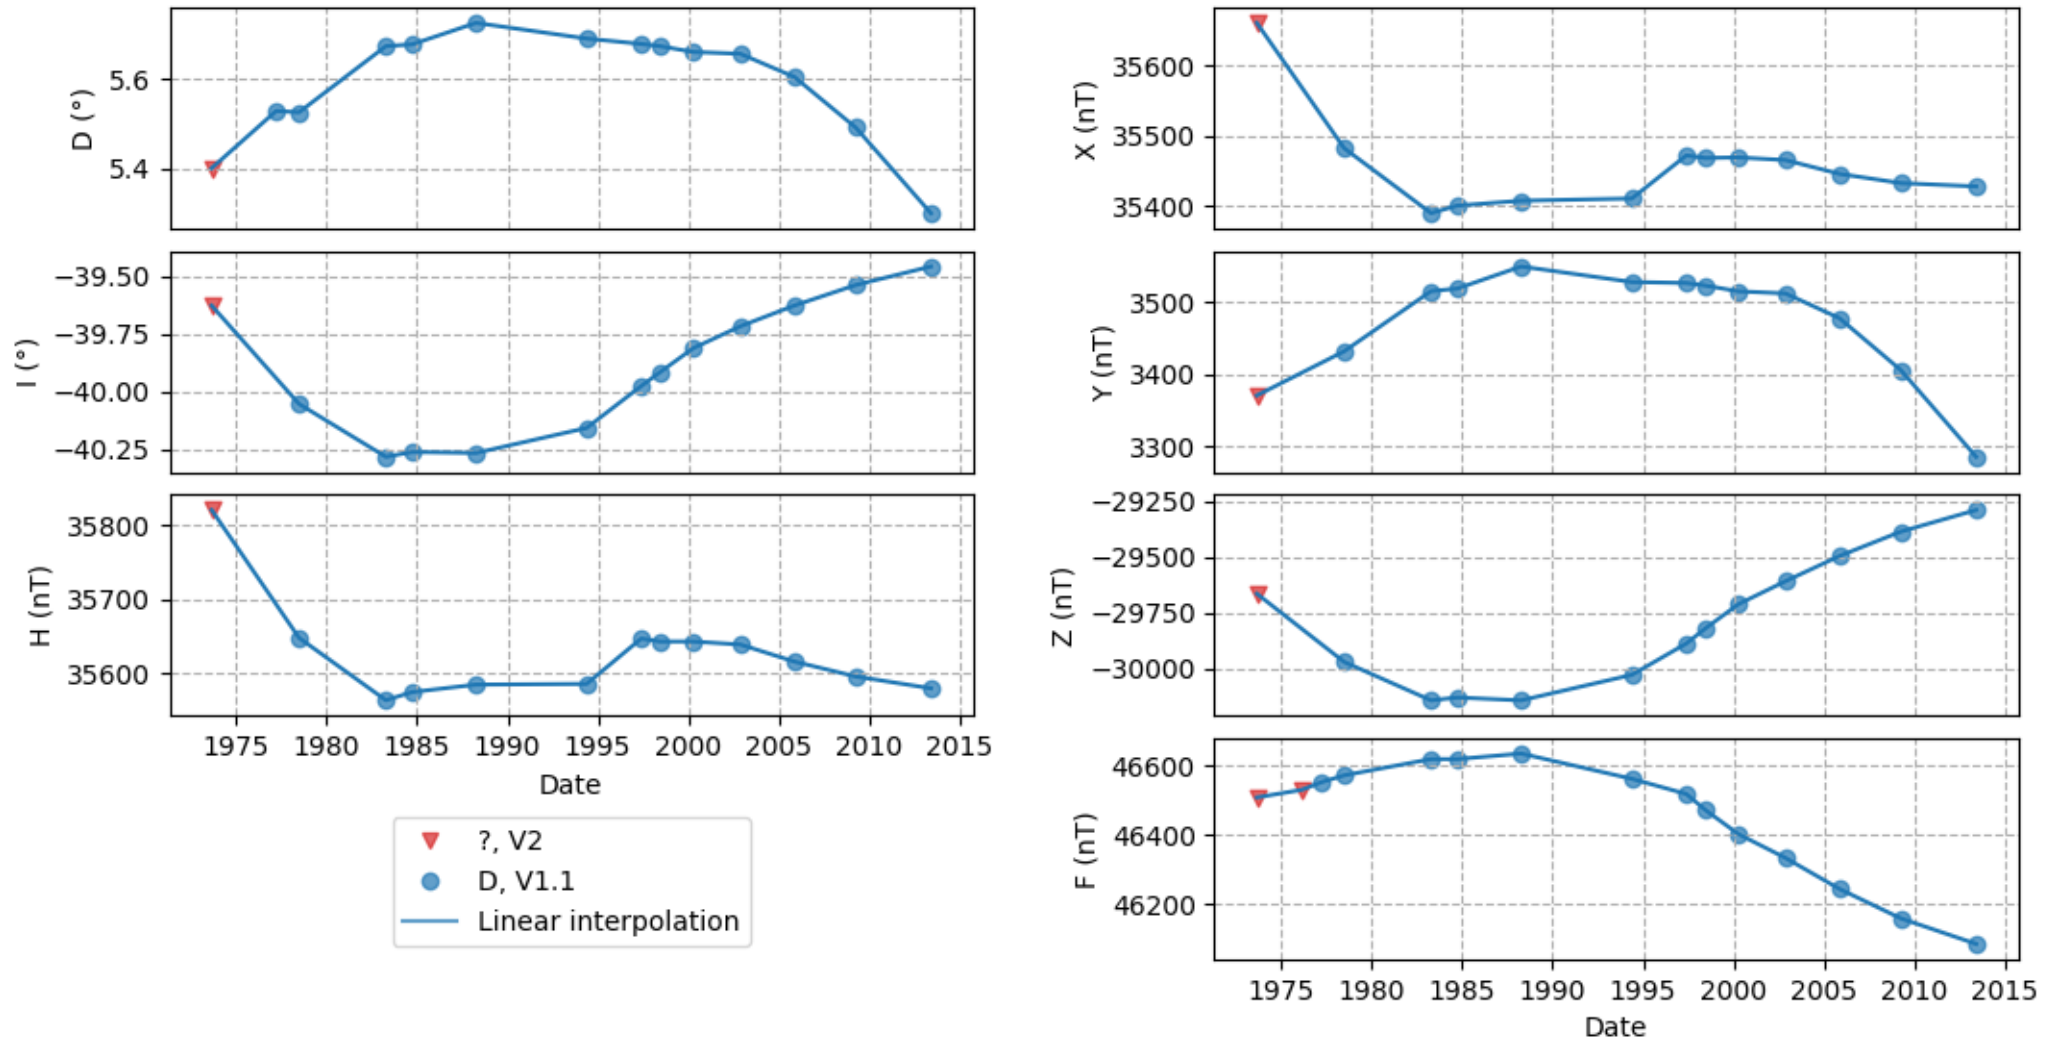 D (°)
5.6
5.4
I (°)
−39.50
−39.75
−40.00
−40.25
H (nT)
35800
35700
35600
1975 1980 1985 1990 1995 2000 2005 2010 2015
Date
?, V2
D, V1.1
Linear interpolation
X (nT)
35600
35500
35400
Y (nT)
3500
3400
3300
Z (nT)
−29250
−29500
−29750
−30000
F (nT)
46600
46400
46200
1975 1980 1985 1990 1995 2000 2005 2010 2015
Date